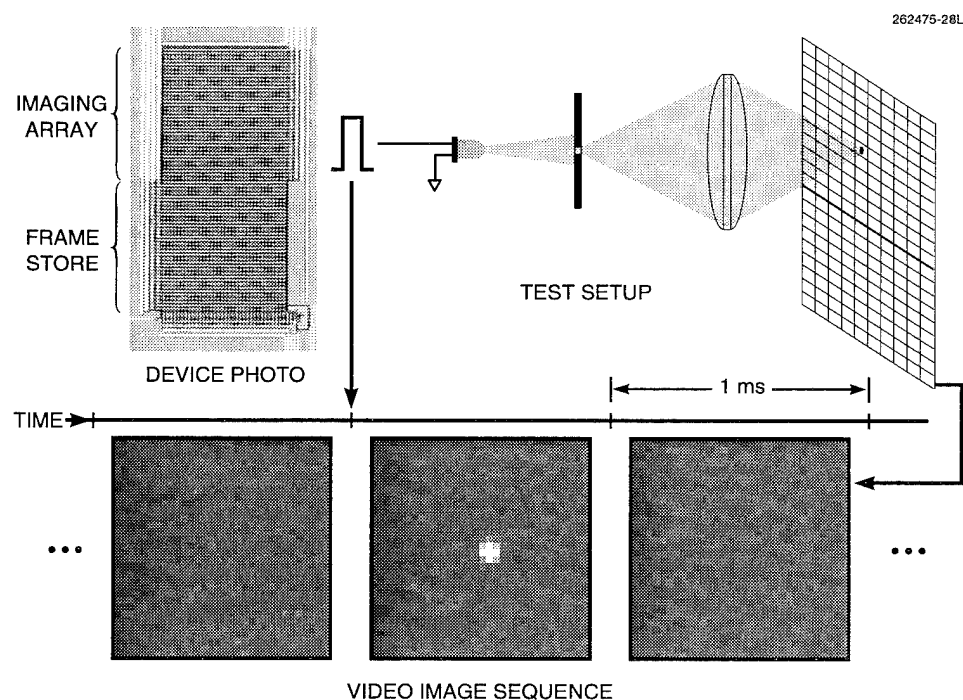 262475-28L
IMAGING
ARRAY
FRAME
STORE
TEST SETUP
DEVICE PHOTO
1 ms
TIME
VIDEO IMAGE SEQUENCE